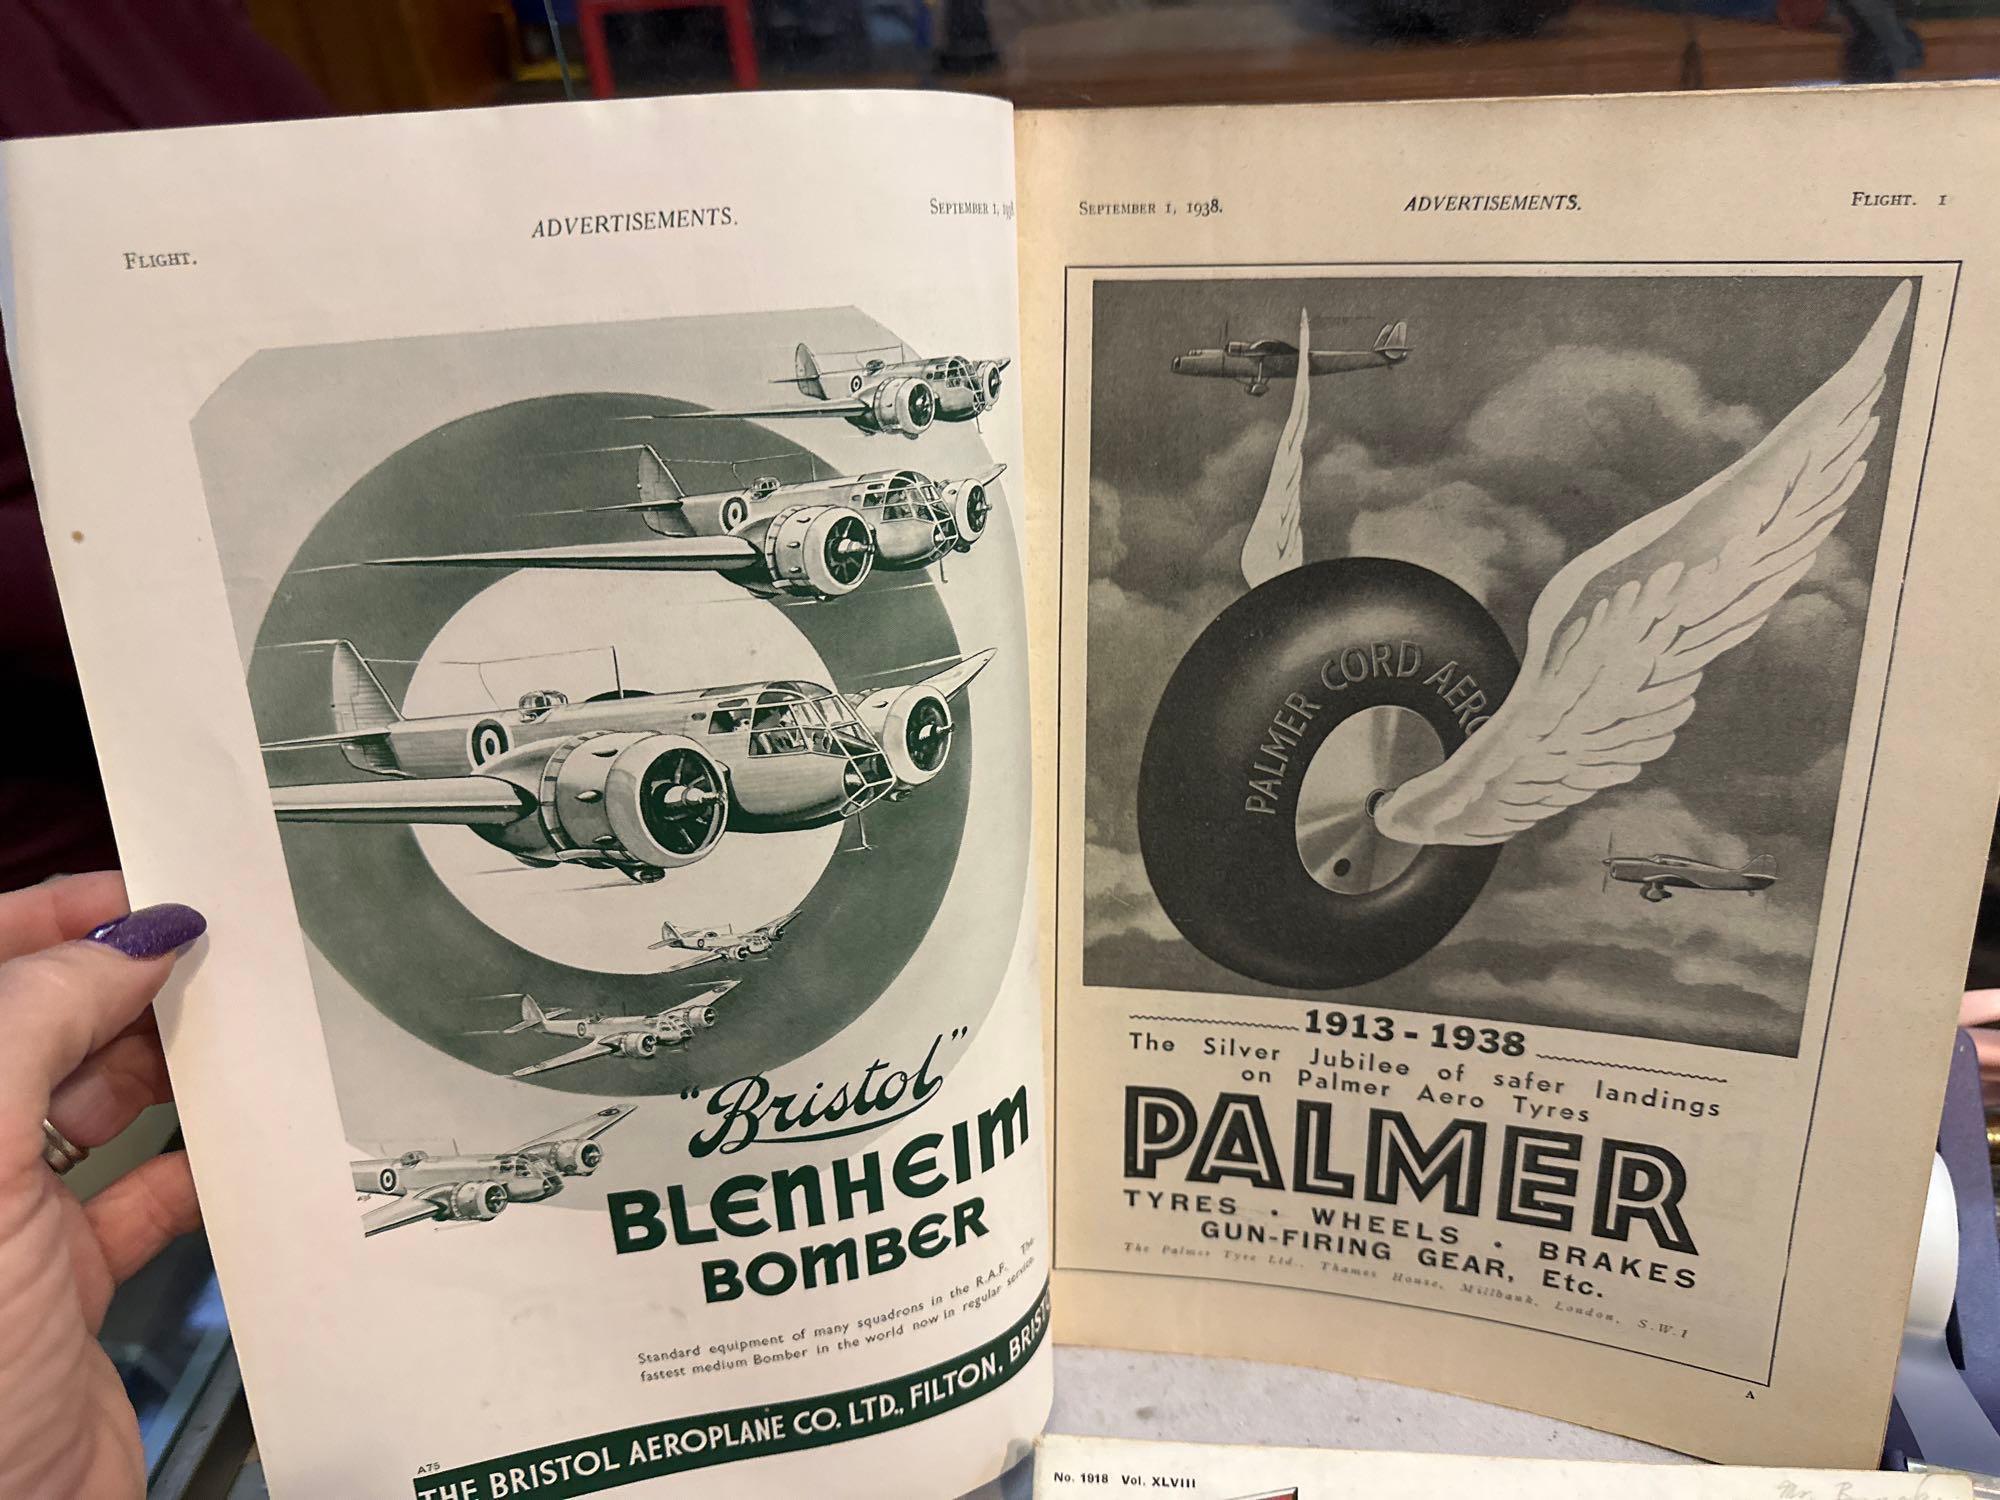 FLIGHT.
ADVERTISEMENTS.
SEPTEMBER 1, 1938
"Bristol"
BLENHEIM
BOMBER
Standard equipment of many squadrons in the R.A.F. The
fastest medium Bomber in the world now in regular service.
A75
THE BRISTOL AEROPLANE CO. LTD., FILTON, BRISTO
SEPTEMBER 1, 1938.
ADVERTISEMENTS.
FLIGHT. 1
PALMER CORD AERO
1913 - 1938
The Silver Jubilee of safer landings
on Palmer Aero Tyres
PALMER
TYRES · WHEELS · BRAKES
GUN-FIRING GEAR, Etc.
The Palmer Tyre Ltd., Thames House, Millbank, London, S.W.1
A
No. 1918 Vol. XLVIII
Mr.